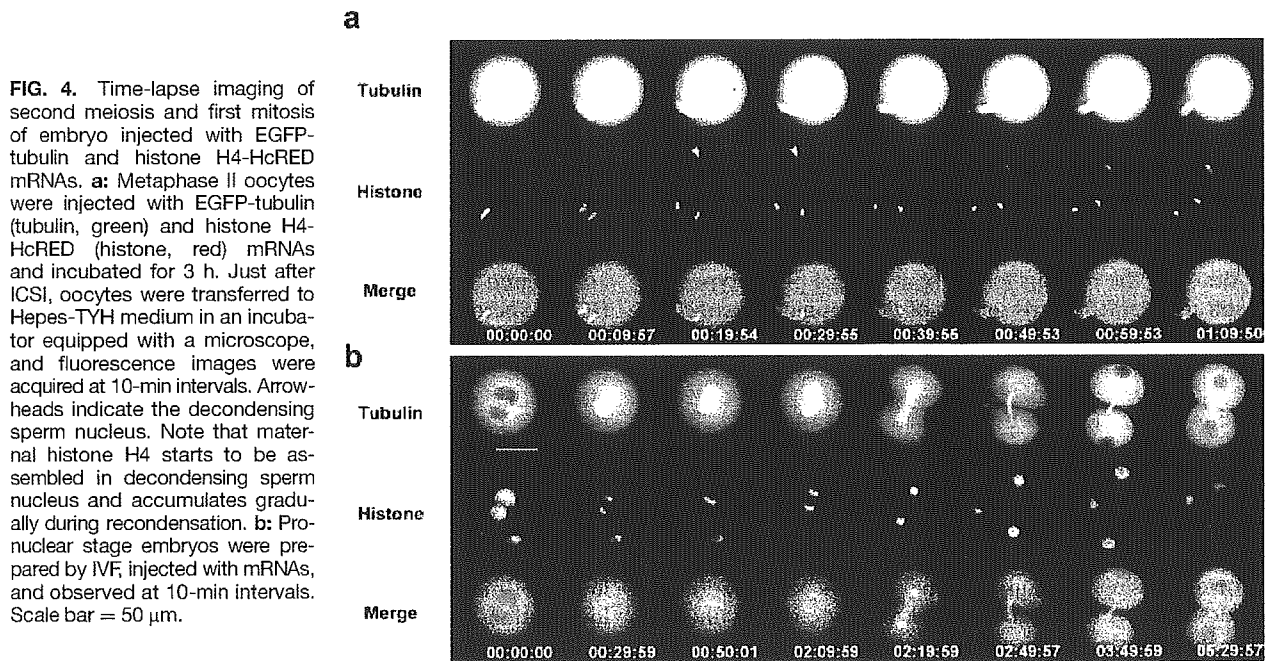 FIG. 4. Time-lapse imaging of
second meiosis and first mitosis
of embryo injected with EGFP-
tubulin and histone H4-HcRED
mRNAs. a: Metaphase II oocytes
were injected with EGFP-tubulin
(tubulin, green) and histone H4-
HcRED (histone, red) mRNAs
and incubated for 3 h. Just after
ICSI, oocytes were transferred to
Hepes-TYH medium in an incuba-
tor equipped with a microscope,
and fluorescence images were
acquired at 10-min intervals. Arrow-
heads indicate the decondensing
sperm nucleus. Note that mater-
nal histone H4 starts to be as-
sembled in decondensing sperm
nucleus and accumulates gradu-
ally during recondensation. b: Pro-
nuclear stage embryos were pre-
pared by IVF, injected with mRNAs,
and observed at 10-min intervals.
Scale bar = 50 μm.
a
Tubulin
Histone
Merge
00:00:00 00:09:57 00:19:54 00:29:55 00:39:55 00:49:53 00:59:53 01:09:50
b
Tubulin
Histone
Merge
00:00:00 00:29:59 00:50:01 02:09:59 02:19:59 02:49:57 03:49:59 05:29:57